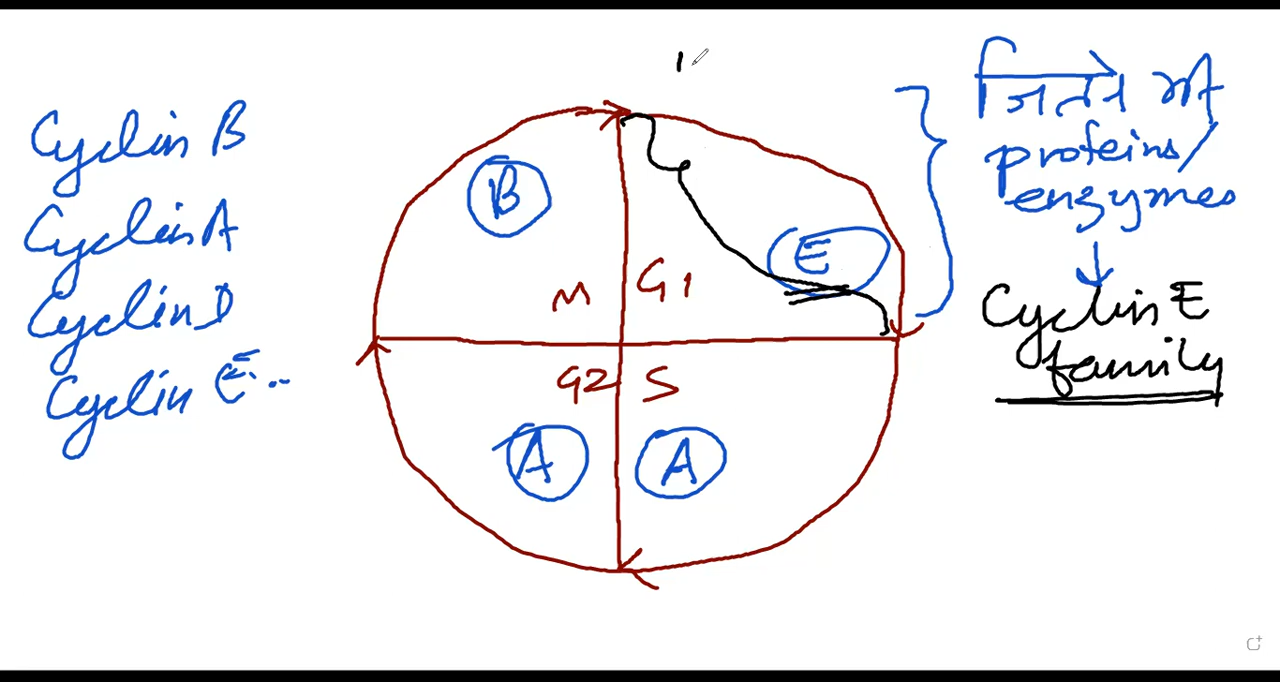 Cyclin B
Cyclin A
Cyclin D
Cyclin E...
B
M
G1
E
G2
S
A
A
जितने भी
proteins/
enzymes
Cyclin E
family